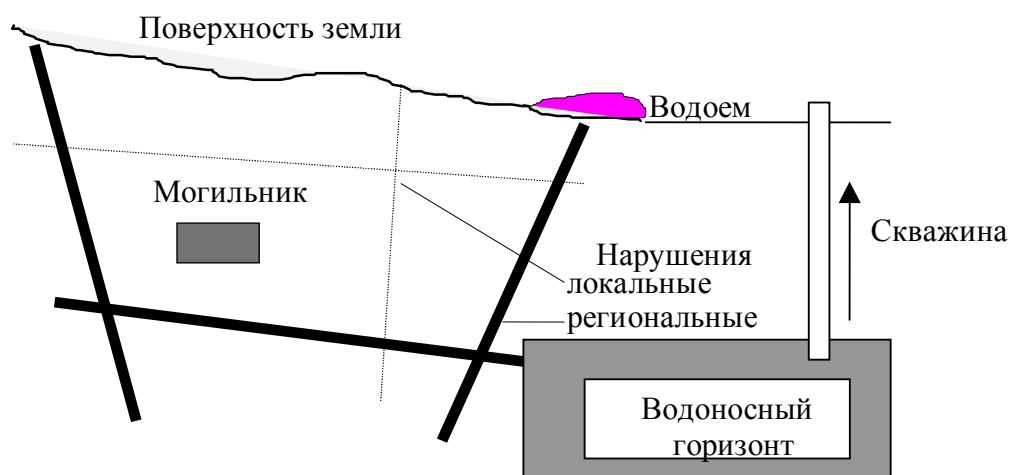 Поверхность земли
Водоем
Могильник
Скважина
Нарушения
локальные
региональные
Водоносный
горизонт